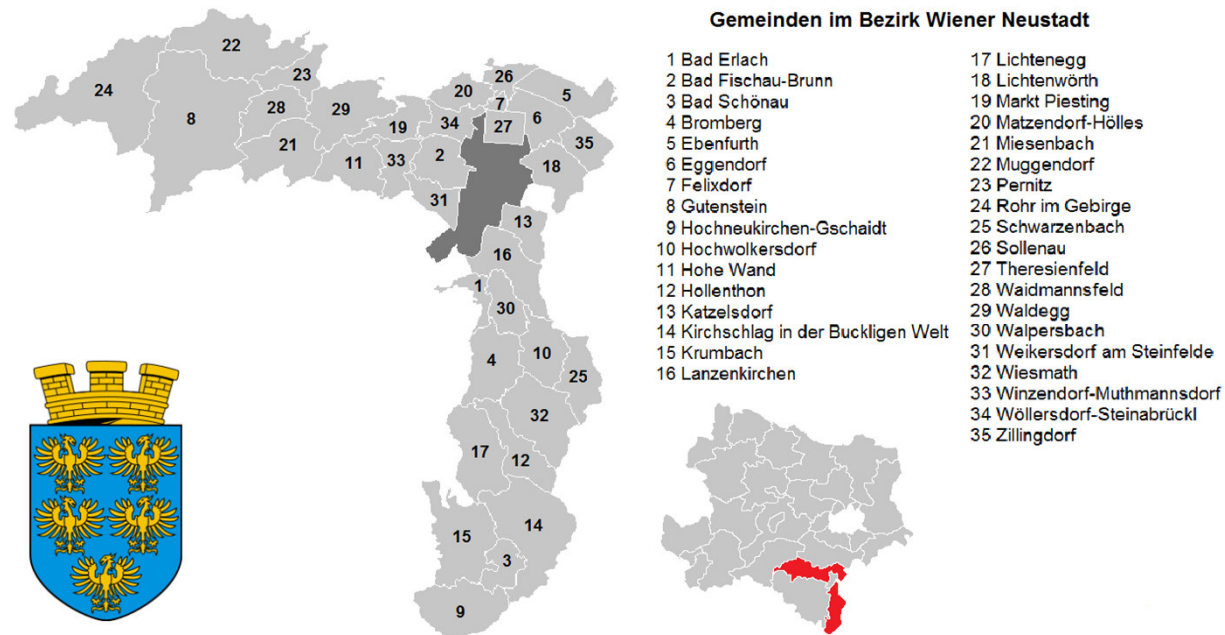 Gemeinden im Bezirk Wiener Neustadt
1 Bad Erlach
2 Bad Fischau-Brunn
3 Bad Schönau
4 Bromberg
5 Ebenfurth
6 Eggendorf
7 Felixdorf
8 Gutenstein
9 Hochneukirchen-Gschaidt
10 Hochwolkersdorf
11 Hohe Wand
12 Hollenthon
13 Katzelsdorf
14 Kirchschlag in der Buckligen Welt
15 Krumbach
16 Lanzenkirchen
17 Lichtenegg
18 Lichtenwörth
19 Markt Piesting
20 Matzendorf-Hölles
21 Miesenbach
22 Muggendorf
23 Pernitz
24 Rohr im Gebirge
25 Schwarzenbach
26 Sollenau
27 Theresienfeld
28 Waidmannsfeld
29 Waldegg
30 Walpersbach
31 Weikersdorf am Steinfelde
32 Wiesmath
33 Winzendorf-Muthmannsdorf
34 Wöllersdorf-Steinabrückl
35 Zillingdorf
22
23
24
8
28
29
21
11
19
33
20
34
2
31
26
7
27
5
6
35
18
13
16
1
30
4
10
25
32
17
12
14
15
3
9